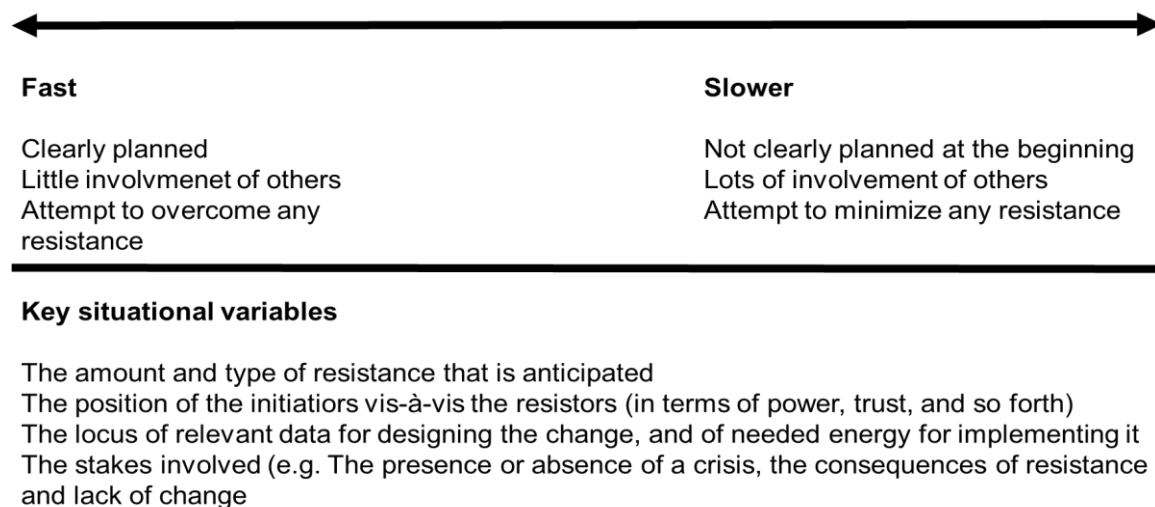 Fast
Slower
Clearly planned
Little involvmenet of others
Attempt to overcome any
resistance
Not clearly planned at the beginning
Lots of involvement of others
Attempt to minimize any resistance
Key situational variables
The amount and type of resistance that is anticipated
The position of the initiatiors vis-à-vis the resistors (in terms of power, trust, and so forth)
The locus of relevant data for designing the change, and of needed energy for implementing it
The stakes involved (e.g. The presence or absence of a crisis, the consequences of resistance
and lack of change